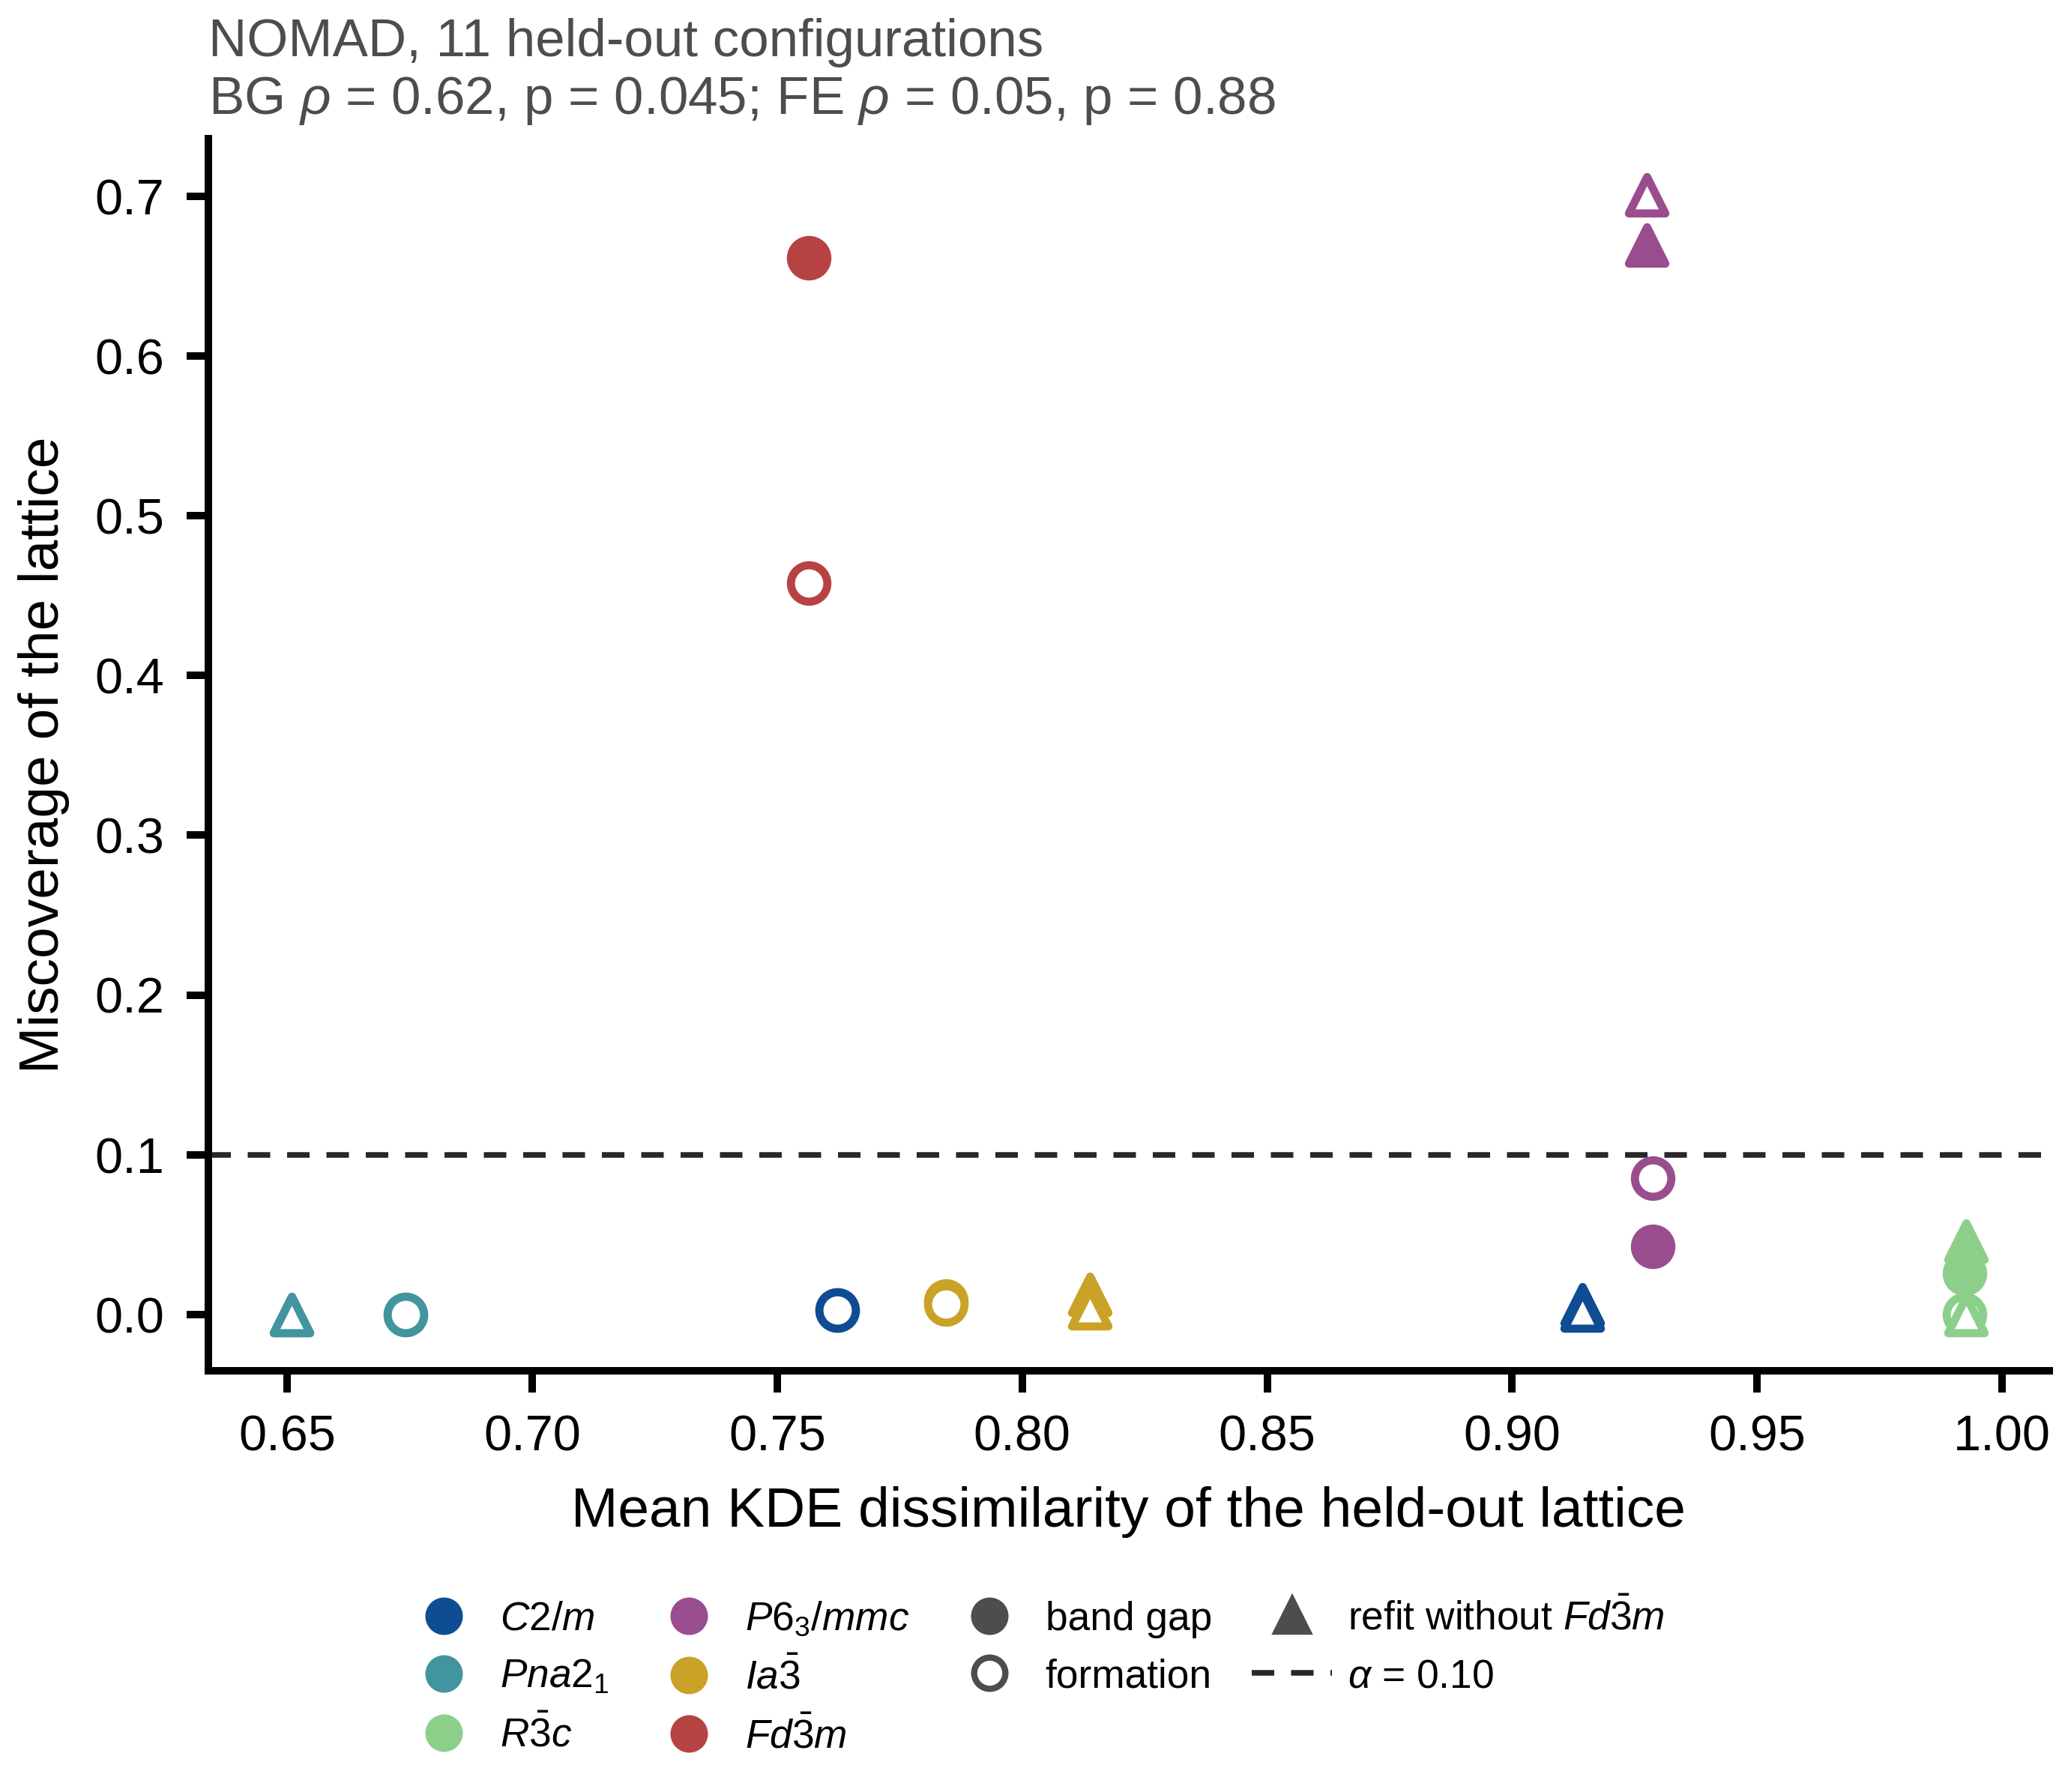 NOMAD, 11 held-out configurations
BG ρ = 0.62, p = 0.045; FE ρ = 0.05, p = 0.88
Miscoverage of the lattice
0.7
0.6
0.5
0.4
0.3
0.2
0.1
0.0
0.65 0.70 0.75 0.80 0.85 0.90 0.95 1.00
Mean KDE dissimilarity of the held-out lattice
C2/m
Pna2₁
R3̄c
P6₃/mmc
Ia3̄
Fd3̄m
band gap
formation
refit without Fd3̄m
α = 0.10